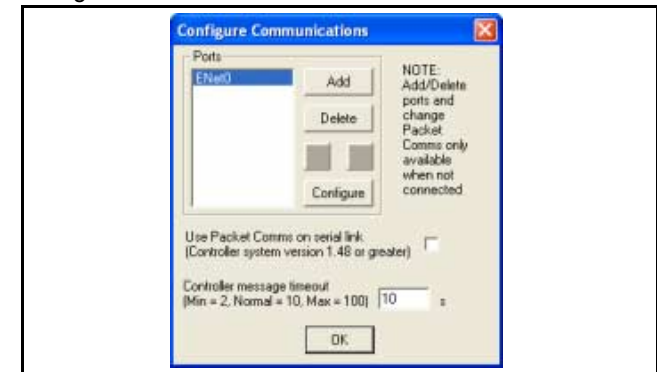 Configure Communications
Ports
ENet0
Add
Delete
Configure
NOTE:
Add/Delete
ports and
change
Packet
Comms only
available
when not
connected
Use Packet Comms on serial link
(Controller system version 1.48 or greater)
Controller message timeout
(Min = 2, Normal = 10, Max = 100)
10
s
OK